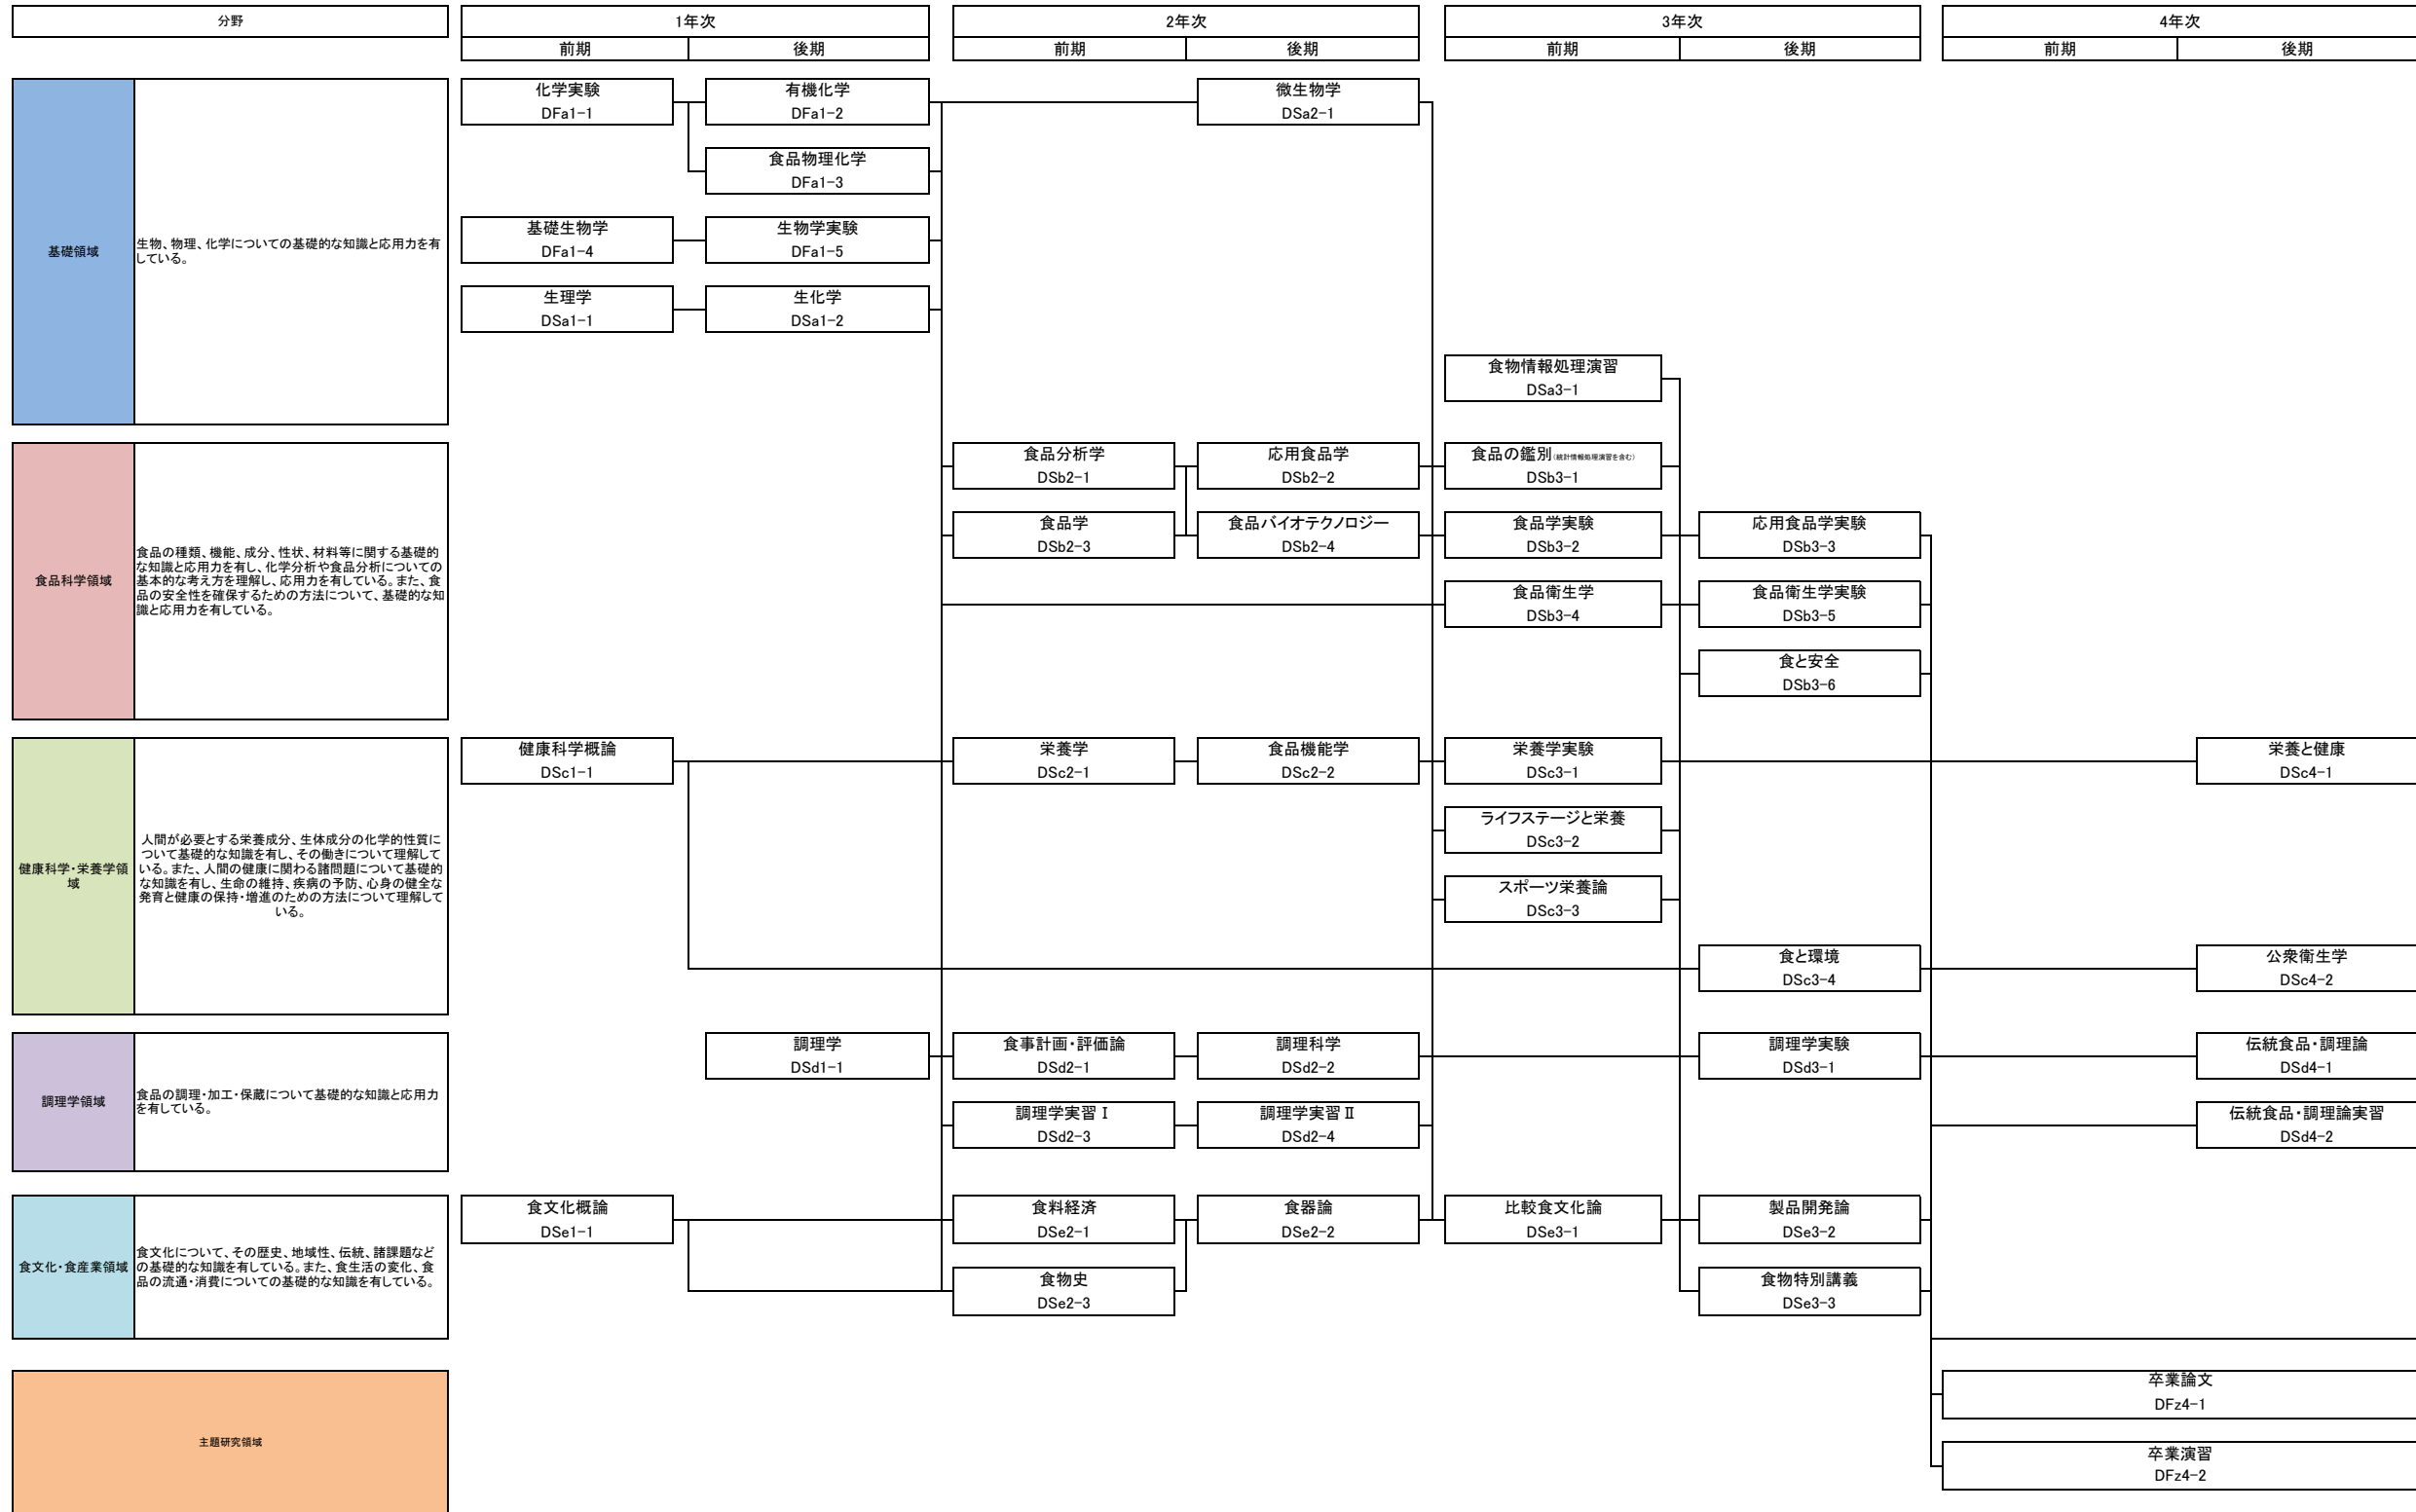 分野
1年次
2年次
3年次
4年次
前期
後期
前期
後期
前期
後期
前期
後期
基礎領域
生物、物理、化学についての基礎的な知識と応用力を有
している。
化学実験
DFa1-1
有機化学
DFa1-2
微生物学
DSa2-1
食品物理化学
DFa1-3
基礎生物学
DFa1-4
生物学実験
DFa1-5
生理学
DSa1-1
生化学
DSa1-2
食物情報処理演習
DSa3-1
食品科学領域
食品の種類、機能、成分、性状、材料等に関する基礎的
な知識と応用力を有し、化学分析や食品分析についての
基本的な考え方を理解し、応用力を有している。また、食
品の安全性を確保するための方法について、基礎的な知
識と応用力を有している。
食品分析学
DSb2-1
応用食品学
DSb2-2
食品の鑑別(統計情報処理演習を含む)
DSb3-1
食品学
DSb2-3
食品バイオテクノロジー
DSb2-4
食品学実験
DSb3-2
応用食品学実験
DSb3-3
食品衛生学
DSb3-4
食品衛生学実験
DSb3-5
食と安全
DSb3-6
健康科学・栄養学領
域
人間が必要とする栄養成分、生体成分の化学的性質に
ついて基礎的な知識を有し、その働きについて理解して
いる。また、人間の健康に関わる諸問題について基礎的
な知識を有し、生命の維持、疾病の予防、心身の健全な
発育と健康の保持・増進のための方法について理解して
いる。
健康科学概論
DSc1-1
栄養学
DSc2-1
食品機能学
DSc2-2
栄養学実験
DSc3-1
栄養と健康
DSc4-1
ライフステージと栄養
DSc3-2
スポーツ栄養論
DSc3-3
食と環境
DSc3-4
公衆衛生学
DSc4-2
調理学領域
食品の調理・加工・保蔵について基礎的な知識と応用力
を有している。
調理学
DSd1-1
食事計画・評価論
DSd2-1
調理科学
DSd2-2
調理学実験
DSd3-1
伝統食品・調理論
DSd4-1
調理学実習Ⅰ
DSd2-3
調理学実習Ⅱ
DSd2-4
伝統食品・調理論実習
DSd4-2
食文化・食産業領域
食文化について、その歴史、地域性、伝統、諸課題など
の基礎的な知識を有している。また、食生活の変化、食
品の流通・消費についての基礎的な知識を有している。
食文化概論
DSe1-1
食料経済
DSe2-1
食器論
DSe2-2
比較食文化論
DSe3-1
製品開発論
DSe3-2
食物史
DSe2-3
食物特別講義
DSe3-3
主題研究領域
卒業論文
DFz4-1
卒業演習
DFz4-2